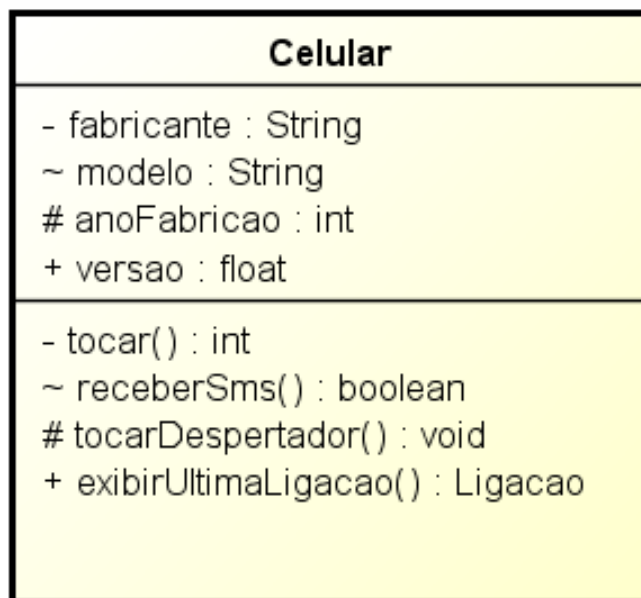 Celular
- fabricante : String
~ modelo : String
# anoFabricao : int
+ versao : float
- tocar() : int
~ receberSms() : boolean
# tocarDespertador() : void
+ exibirUltimaLigacao() : Ligacao